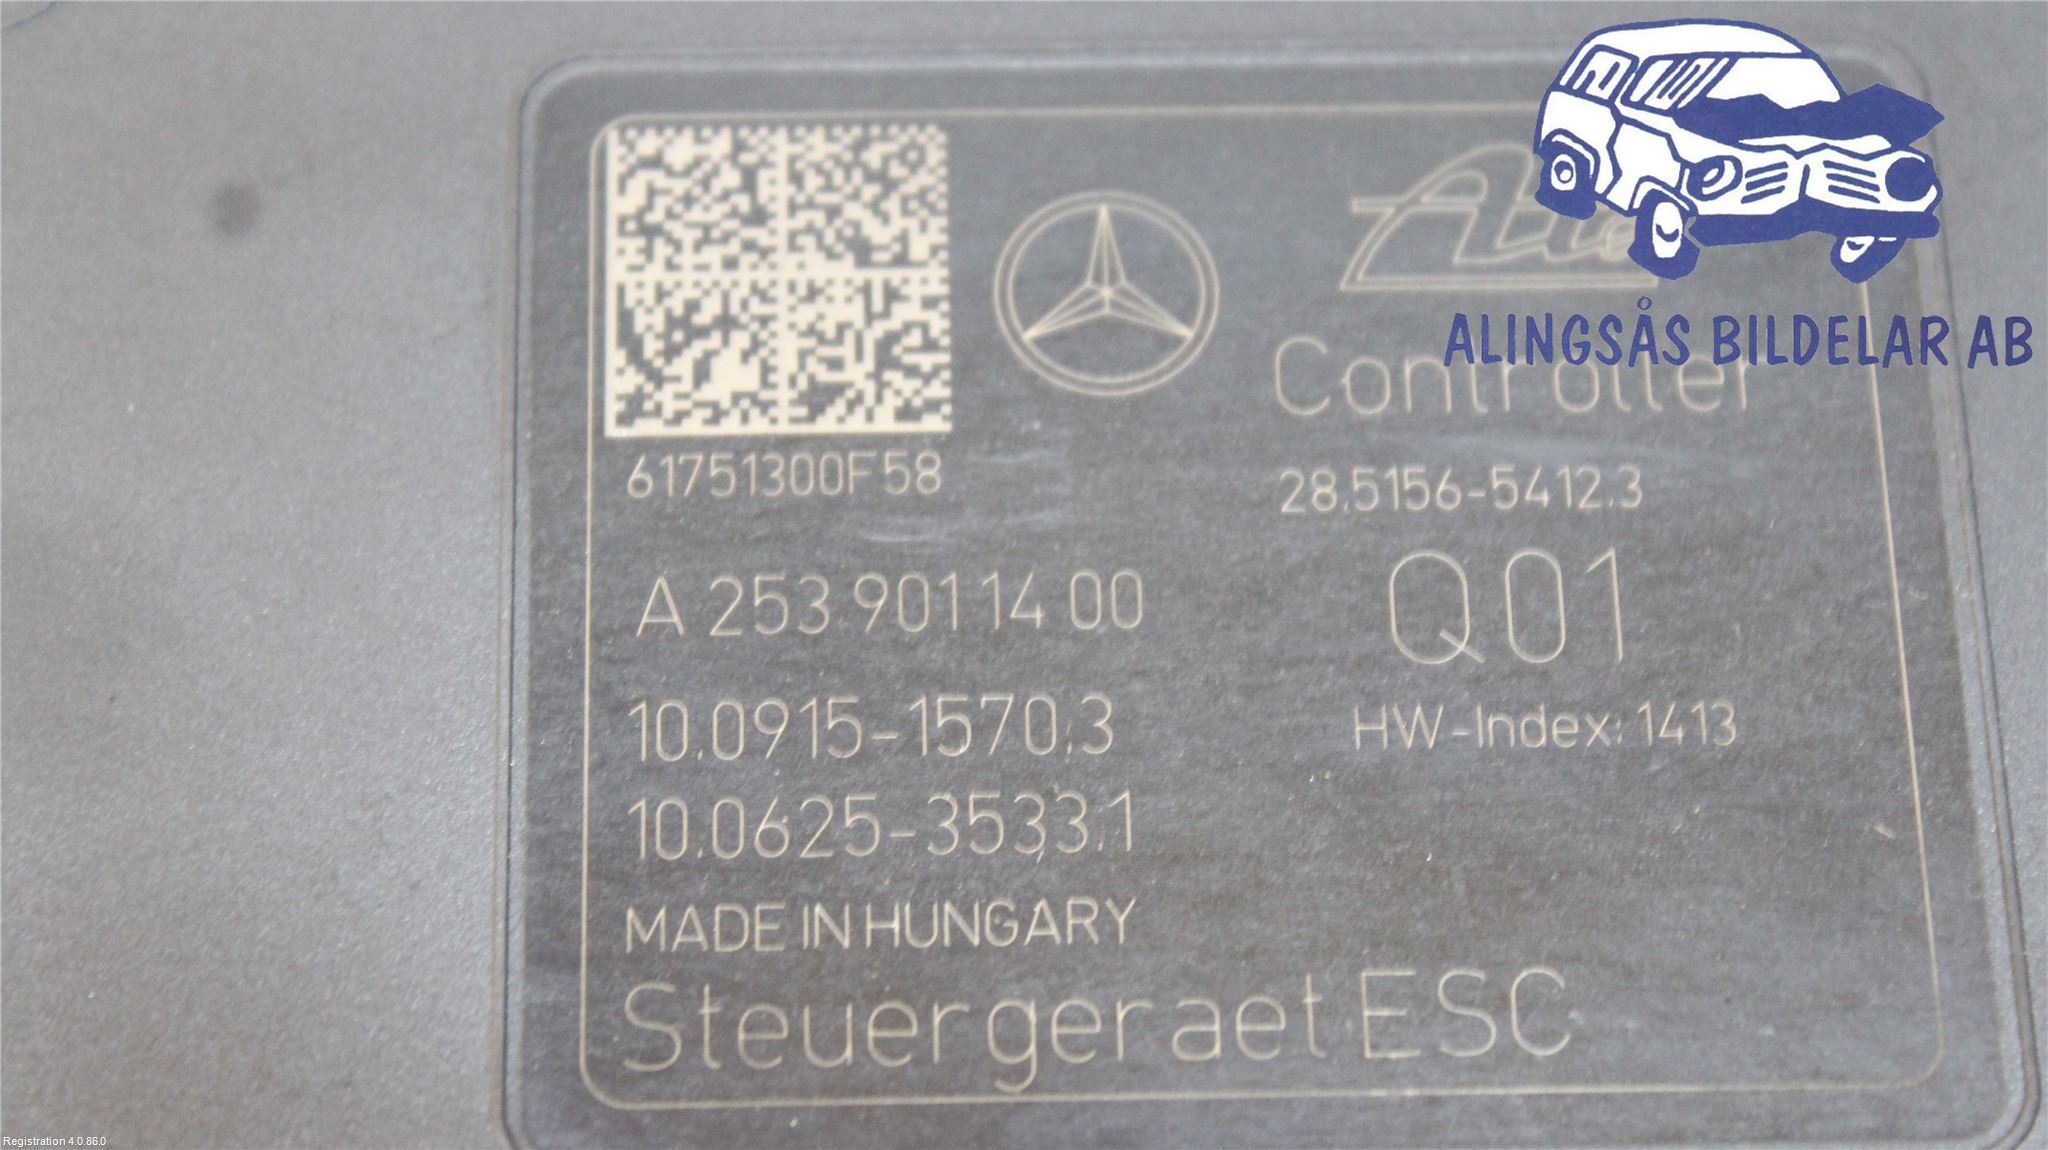 Ate
ALINGSÅS BILDELAR AB
Controller
61751300F58
28.5156-5412.3
A 253 901 14 00
Q01
10.0915-1570.3
HW-Index: 1413
10.0625-3533.1
MADE IN HUNGARY
Steuergeraet ESC
Registration 4.0.86.0